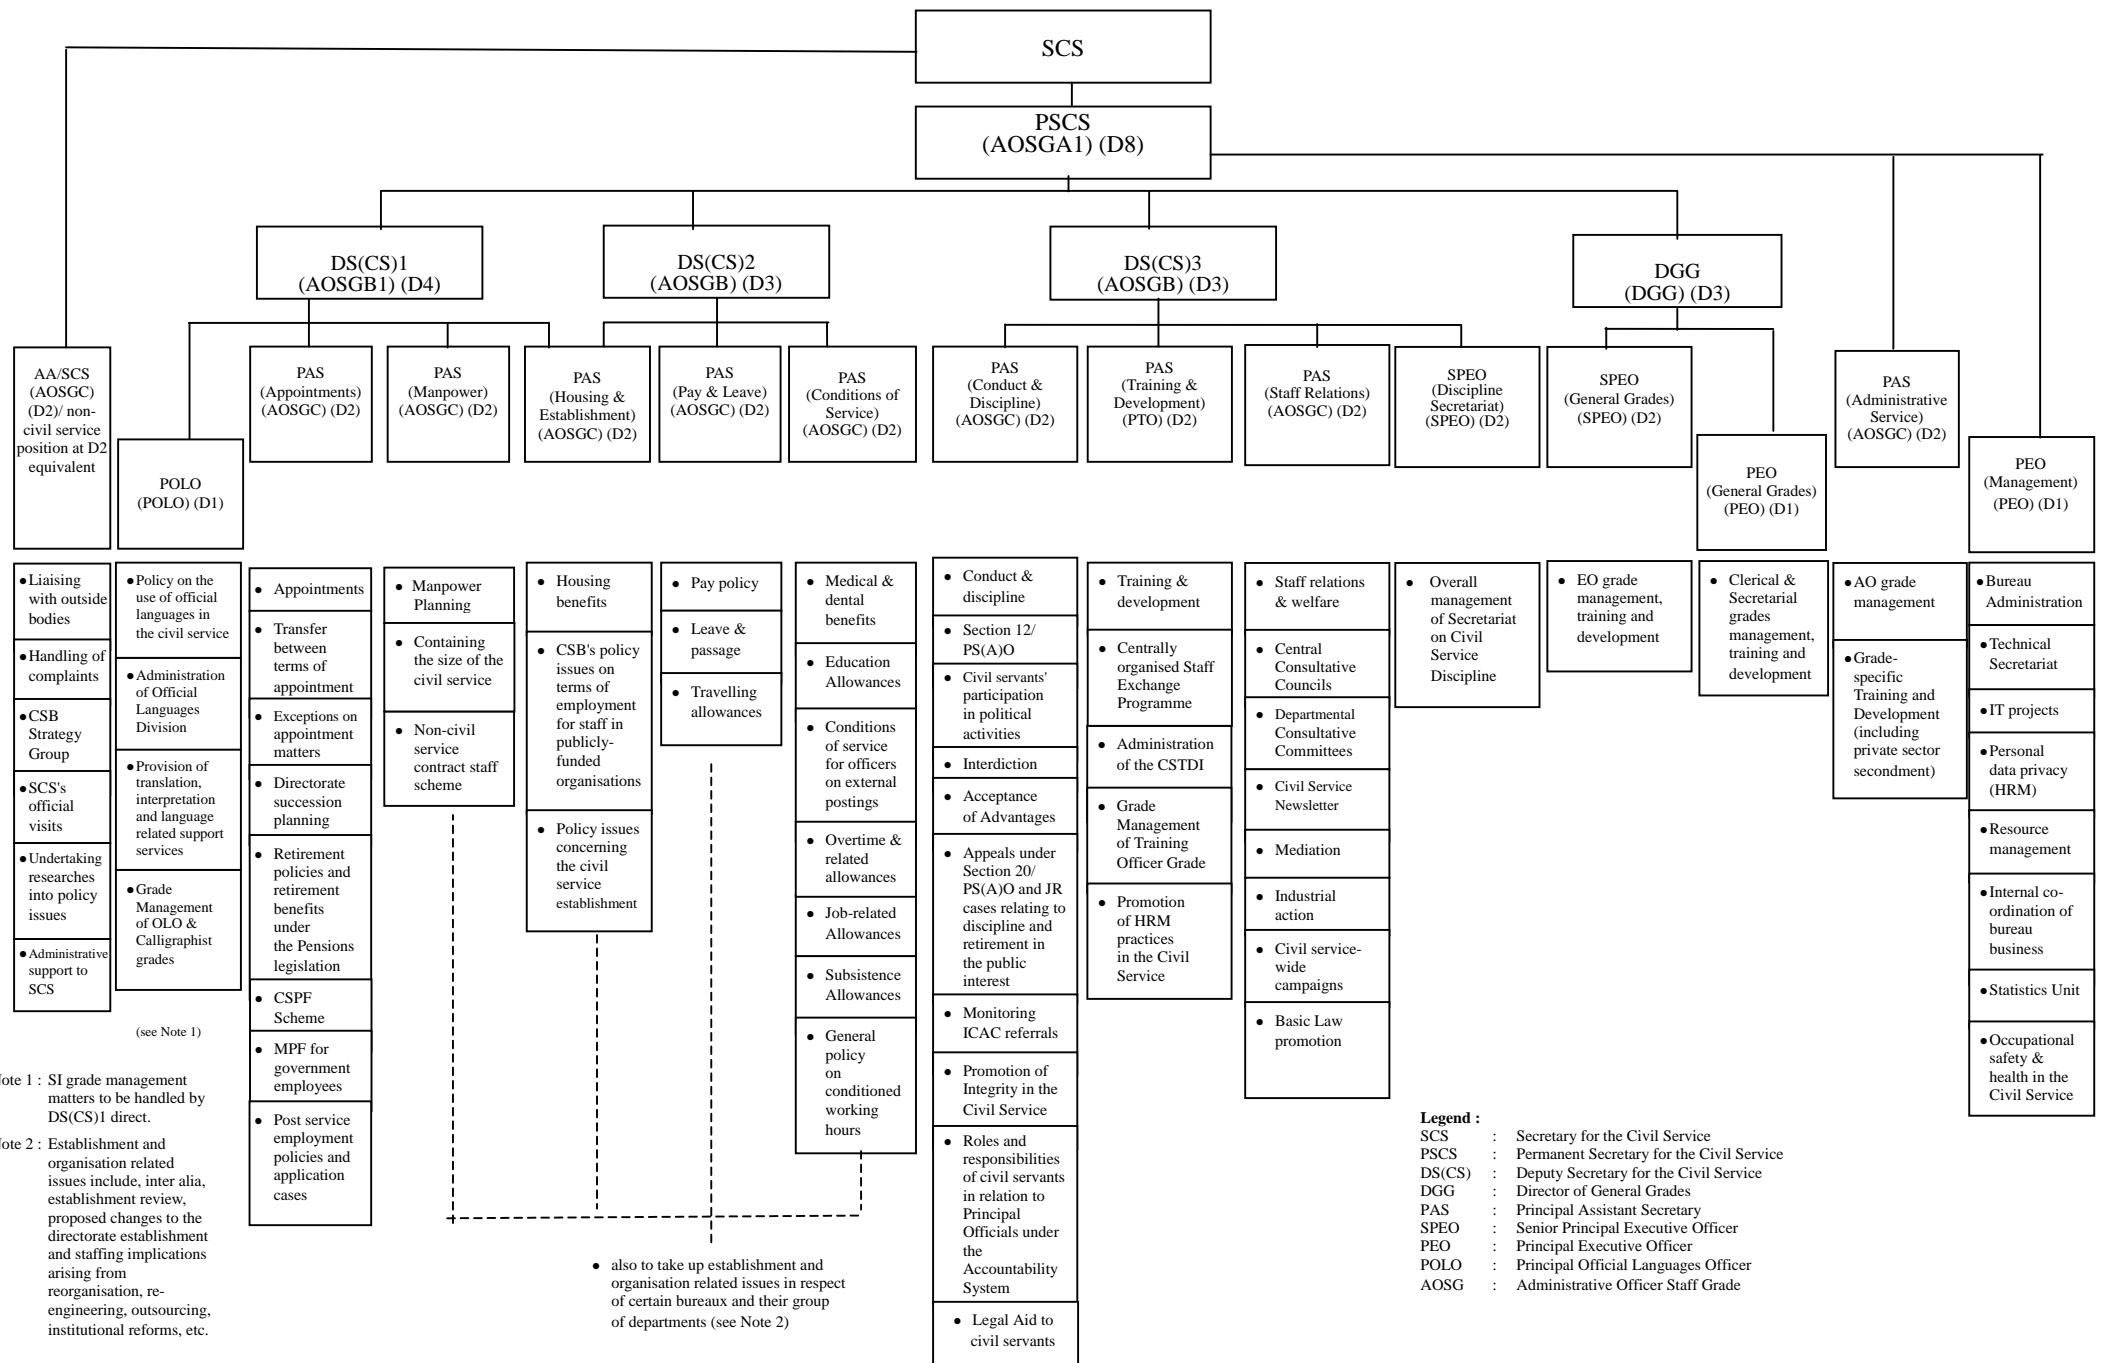 SCS
PSCS
(AOSGA1) (D8)
DS(CS)1
(AOSGB1) (D4)
DS(CS)2
(AOSGB) (D3)
DS(CS)3
(AOSGB) (D3)
DGG
(DGG) (D3)
AA/SCS
(AOSGC)
(D2)/ non-
civil service
position at D2
equivalent
POLO
(POLO) (D1)
PAS
(Appointments)
(AOSGC) (D2)
PAS
(Manpower)
(AOSGC) (D2)
PAS
(Housing &
Establishment)
(AOSGC) (D2)
PAS
(Pay & Leave)
(AOSGC) (D2)
PAS
(Conditions of
Service)
(AOSGC) (D2)
PAS
(Conduct &
Discipline)
(AOSGC) (D2)
PAS
(Training &
Development)
(PTO) (D2)
PAS
(Staff Relations)
(AOSGC) (D2)
SPEO
(Discipline
Secretariat)
(SPEO) (D2)
SPEO
(General Grades)
(SPEO) (D2)
PEO
(General Grades)
(PEO) (D1)
PAS
(Administrative
Service)
(AOSGC) (D2)
PEO
(Management)
(PEO) (D1)
●Liaising
with outside
bodies
●Handling of
complaints
●CSB
Strategy
Group
●SCS's
official
visits
●Undertaking
researches
into policy
issues
●Administrative
support to
SCS
●Policy on the
use of official
languages in
the civil service
●Administration
of Official
Languages
Division
●Provision of
translation,
interpretation
and language
related support
services
●Grade
Management
of OLO &
Calligraphist
grades
(see Note 1)
● Appointments
● Transfer
between
terms of
appointment
● Exceptions on
appointment
matters
● Directorate
succession
planning
● Retirement
policies and
retirement
benefits
under
the Pensions
legislation
● CSPF
Scheme
● MPF for
government
employees
● Post service
employment
policies and
application
cases
● Manpower
Planning
● Containing
the size of the
civil service
● Non-civil
service
contract staff
scheme
● Housing
benefits
● CSB's policy
issues on
terms of
employment
for staff in
publicly-
funded
organisations
● Policy issues
concerning
the civil
service
establishment
● Pay policy
● Leave &
passage
● Travelling
allowances
● Medical &
dental
benefits
● Education
Allowances
● Conditions
of service
for officers
on external
postings
● Overtime &
related
allowances
● Job-related
Allowances
● Subsistence
Allowances
● General
policy
on
conditioned
working
hours
● Conduct &
discipline
● Section 12/
PS(A)O
● Civil servants'
participation
in political
activities
● Interdiction
● Acceptance
of Advantages
● Appeals under
Section 20/
PS(A)O and JR
cases relating to
discipline and
retirement in
the public
interest
● Monitoring
ICAC referrals
● Promotion of
Integrity in the
Civil Service
● Roles and
responsibilities
of civil servants
in relation to
Principal
Officials under
the
Accountability
System
● Legal Aid to
civil servants
● Training &
development
● Centrally
organised Staff
Exchange
Programme
● Administration
of the CSTDI
● Grade
Management
of Training
Officer Grade
● Promotion
of HRM
practices
in the Civil
Service
● Staff relations
& welfare
● Central
Consultative
Councils
● Departmental
Consultative
Committees
● Civil Service
Newsletter
● Mediation
● Industrial
action
● Civil service-
wide
campaigns
● Basic Law
promotion
● Overall
management
of Secretariat
on Civil
Service
Discipline
● EO grade
management,
training and
development
● Clerical &
Secretarial
grades
management,
training and
development
●AO grade
management
●Grade-
specific
Training and
Development
(including
private sector
secondment)
●Bureau
Administration
●Technical
Secretariat
●IT projects
●Personal
data privacy
(HRM)
●Resource
management
●Internal co-
ordination of
bureau
business
●Statistics Unit
●Occupational
safety &
health in the
Civil Service
ote 1 : SI grade management
matters to be handled by
DS(CS)1 direct.
ote 2 : Establishment and
organisation related
issues include, inter alia,
establishment review,
proposed changes to the
directorate establishment
and staffing implications
arising from
reorganisation, re-
engineering, outsourcing,
institutional reforms, etc.
● also to take up establishment and
organisation related issues in respect
of certain bureaux and their group
of departments (see Note 2)
Legend :
SCS : Secretary for the Civil Service
PSCS : Permanent Secretary for the Civil Service
DS(CS) : Deputy Secretary for the Civil Service
DGG : Director of General Grades
PAS : Principal Assistant Secretary
SPEO : Senior Principal Executive Officer
PEO : Principal Executive Officer
POLO : Principal Official Languages Officer
AOSG : Administrative Officer Staff Grade